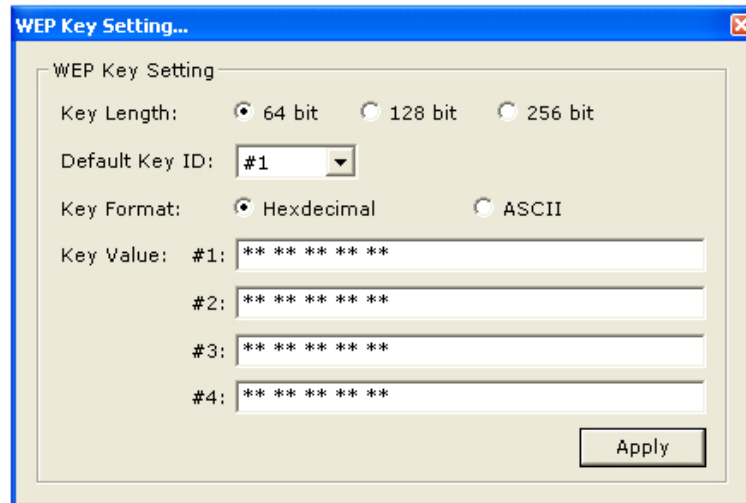 WEP Key Setting...
WEP Key Setting
Key Length: 64 bit 128 bit 256 bit
Default Key ID: #1
Key Format: Hexdecimal ASCII
Key Value: #1: ** ** ** ** **
#2: ** ** ** ** **
#3: ** ** ** ** **
#4: ** ** ** ** **
Apply